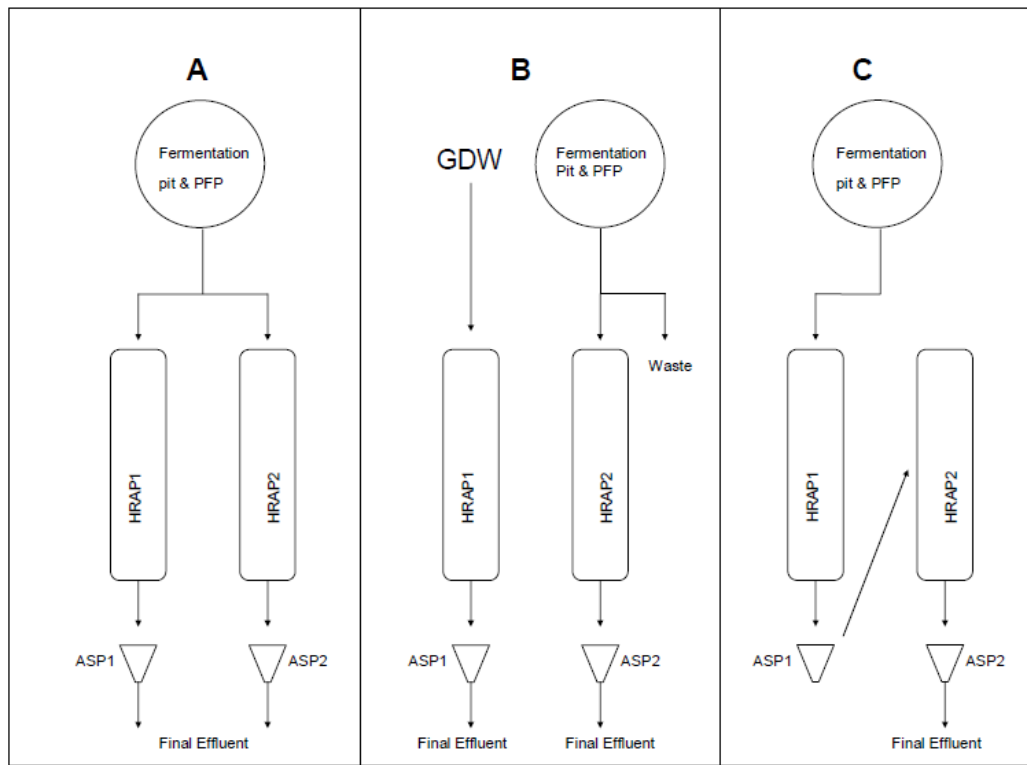 A
Fermentation
pit & PFP
HRAP1
HRAP2
ASP1
ASP2
Final Effluent
B
GDW
Fermentation
Pit & PFP
Waste
HRAP1
HRAP2
ASP1
ASP2
Final Effluent
Final Effluent
C
Fermentation
pit & PFP
HRAP1
HRAP2
ASP1
ASP2
Final Effluent